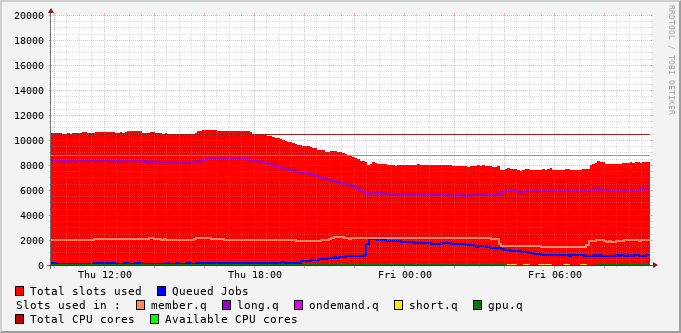 20000
18000
16000
14000
12000
10000
8000
6000
4000
2000
0
Thu 12:00 Thu 18:00 Fri 00:00 Fri 06:00
RRDTOOL / TOBI OETIKER
Total slots used Queued Jobs
Slots used in : member.q long.q ondemand.q short.q gpu.q
Total CPU cores Available CPU cores